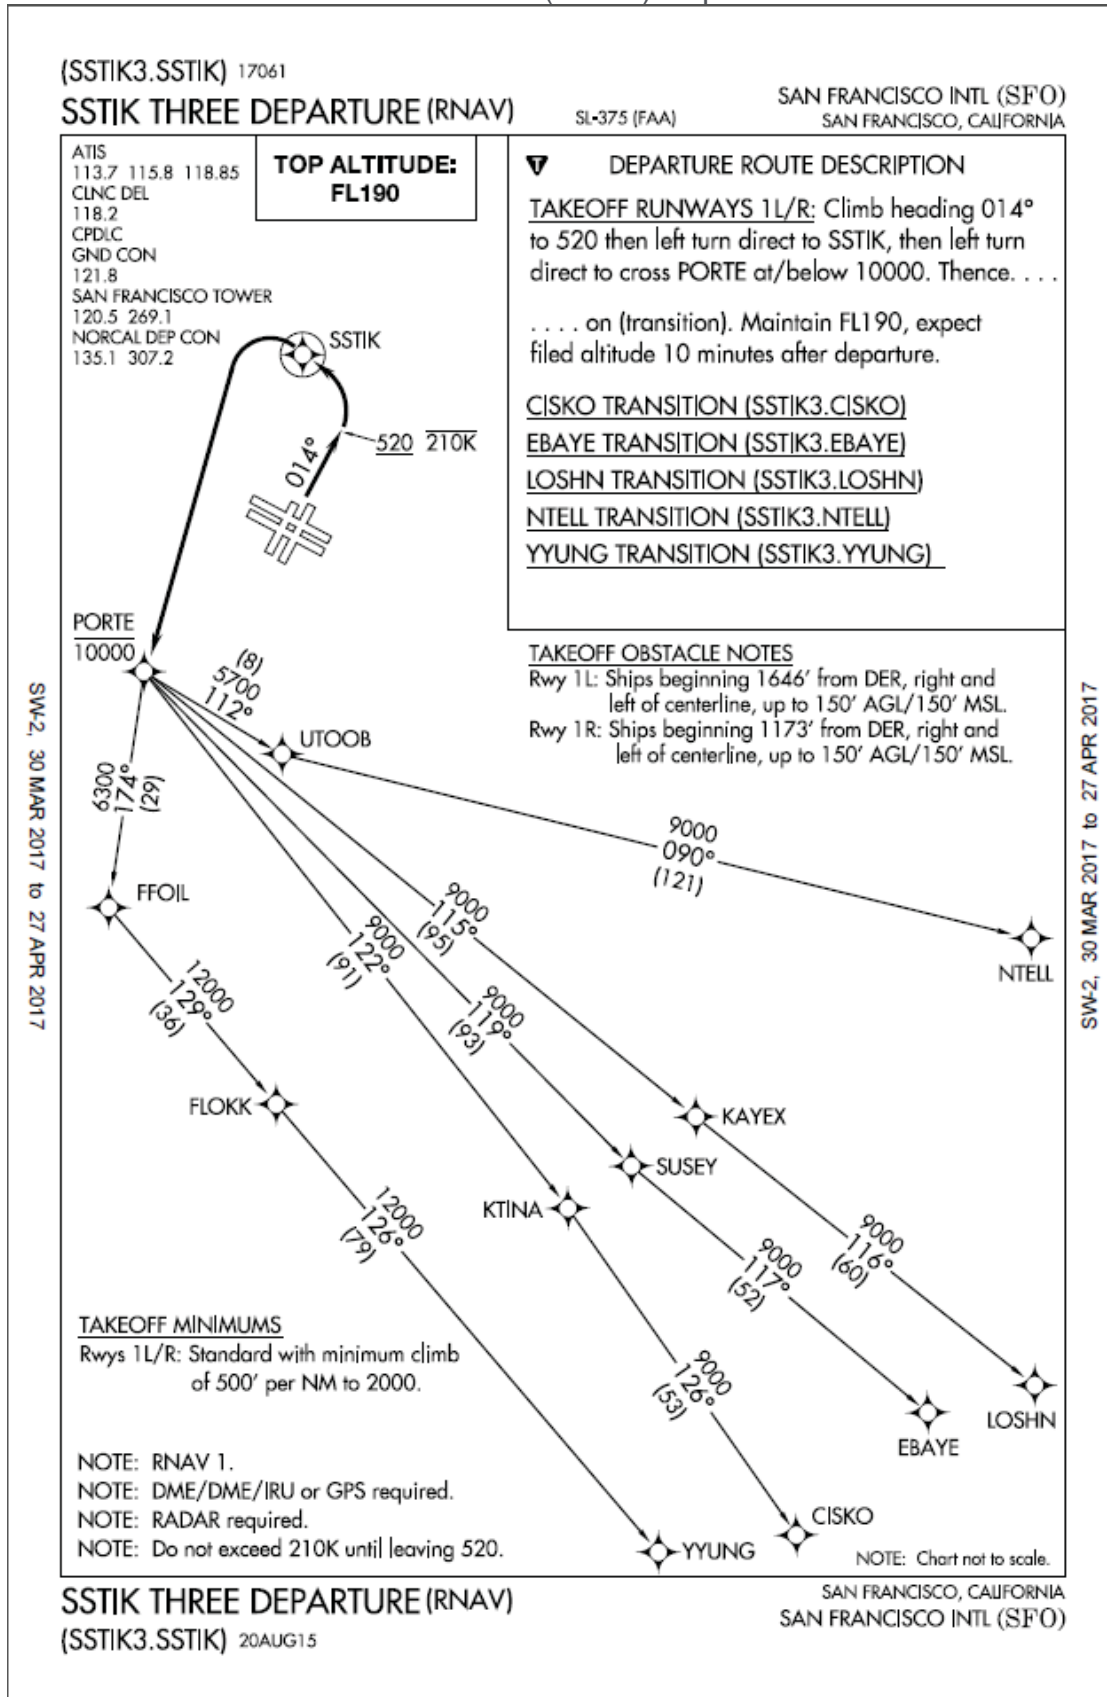 (SSTIK3.SSTIK) 17061
SSTIK THREE DEPARTURE (RNAV)
SL-375 (FAA)
SAN FRANCISCO INTL (SFO)
SAN FRANCISCO, CALIFORNIA
ATIS
113.7 115.8 118.85
CLNC DEL
118.2
CPDLC
GND CON
121.8
SAN FRANCISCO TOWER
120.5 269.1
NORCAL DEP CON
135.1 307.2
TOP ALTITUDE:
FL190
T DEPARTURE ROUTE DESCRIPTION
TAKEOFF RUNWAYS 1L/R: Climb heading 014°
to 520 then left turn direct to SSTIK, then left turn
direct to cross PORTE at/below 10000. Thence. . . .
. . . . on (transition). Maintain FL190, expect
filed altitude 10 minutes after departure.
CISKO TRANSITION (SSTIK3.CISKO)
EBAYE TRANSITION (SSTIK3.EBAYE)
LOSHN TRANSITION (SSTIK3.LOSHN)
NTELL TRANSITION (SSTIK3.NTELL)
YYUNG TRANSITION (SSTIK3.YYUNG)
SSTIK
520 210K
014°
PORTE
10000
(8)
5700
112°
UTOOB
TAKEOFF OBSTACLE NOTES
Rwy 1L: Ships beginning 1646' from DER, right and
left of centerline, up to 150' AGL/150' MSL.
Rwy 1R: Ships beginning 1173' from DER, right and
left of centerline, up to 150' AGL/150' MSL.
6300
174°
(29)
FFOIL
9000
090°
(121)
NTELL
9000
115°
(95)
9000
122°
(91)
9000
119°
(93)
12000
129°
(36)
FLOKK
KAYEX
SUSEY
KTINA
12000
126°
(79)
9000
116°
(60)
9000
117°
(52)
9000
126°
(53)
LOSHN
EBAYE
CISKO
YYUNG
TAKEOFF MINIMUMS
Rwys 1L/R: Standard with minimum climb
of 500' per NM to 2000.
NOTE: RNAV 1.
NOTE: DME/DME/IRU or GPS required.
NOTE: RADAR required.
NOTE: Do not exceed 210K until leaving 520.
NOTE: Chart not to scale.
SW-2, 30 MAR 2017 to 27 APR 2017
SW-2, 30 MAR 2017 to 27 APR 2017
SSTIK THREE DEPARTURE (RNAV)
(SSTIK3.SSTIK) 20AUG15
SAN FRANCISCO, CALIFORNIA
SAN FRANCISCO INTL (SFO)